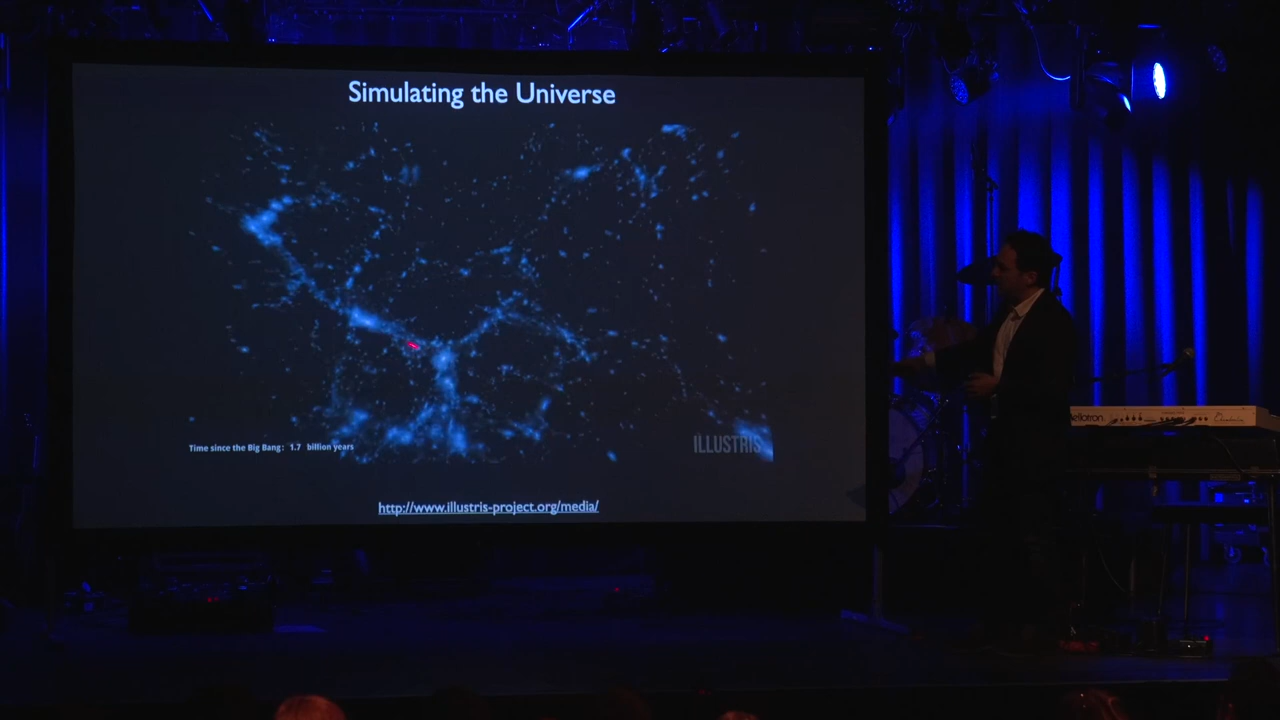 Simulating the Universe
Time since the Big Bang: 1.7 billion years
ILLUSTRIS
http://www.illustris-project.org/media/
mellotron